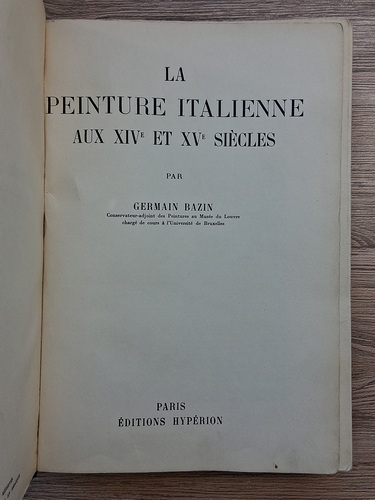 LA
PEINTURE ITALIENNE
AUX XIVE ET XVE SIÈCLES
PAR
GERMAIN BAZIN
Conservateur-adjoint des Peintures au Musée du Louvre
chargé de cours à l'Université de Bruxelles
PARIS
ÉDITIONS HYPÉRION